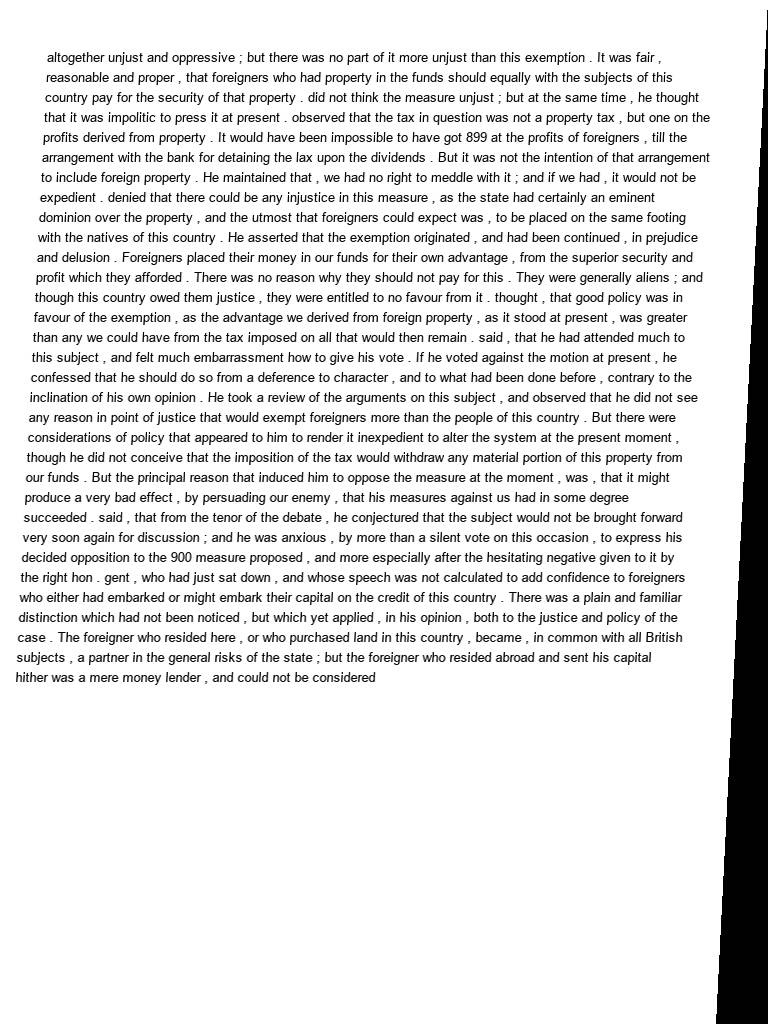 altogether unjust and oppressive ; but there was no part of it more unjust than this exemption . It was fair ,
reasonable and proper , that foreigners who had property in the funds should equally with the subjects of this
country pay for the security of that property . did not think the measure unjust ; but at the same time , he thought
that it was impolitic to press it at present . observed that the tax in question was not a property tax , but one on the
profits derived from property . It would have been impossible to have got 899 at the profits of foreigners , till the
arrangement with the bank for detaining the lax upon the dividends . But it was not the intention of that arrangement
to include foreign property . He maintained that , we had no right to meddle with it ; and if we had , it would not be
expedient . denied that there could be any injustice in this measure , as the state had certainly an eminent
dominion over the property , and the utmost that foreigners could expect was , to be placed on the same footing
with the natives of this country . He asserted that the exemption originated , and had been continued , in prejudice
and delusion . Foreigners placed their money in our funds for their own advantage , from the superior security and
profit which they afforded . There was no reason why they should not pay for this . They were generally aliens ; and
though this country owed them justice , they were entitled to no favour from it . thought , that good policy was in
favour of the exemption , as the advantage we derived from foreign property , as it stood at present , was greater
than any we could have from the tax imposed on all that would then remain . said , that he had attended much to
this subject , and felt much embarrassment how to give his vote . If he voted against the motion at present , he
confessed that he should do so from a deference to character , and to what had been done before , contrary to the
inclination of his own opinion . He took a review of the arguments on this subject , and observed that he did not see
any reason in point of justice that would exempt foreigners more than the people of this country . But there were
considerations of policy that appeared to him to render it inexpedient to alter the system at the present moment ,
though he did not conceive that the imposition of the tax would withdraw any material portion of this property from
our funds . But the principal reason that induced him to oppose the measure at the moment , was , that it might
produce a very bad effect , by persuading our enemy , that his measures against us had in some degree
succeeded . said , that from the tenor of the debate , he conjectured that the subject would not be brought forward
very soon again for discussion ; and he was anxious , by more than a silent vote on this occasion , to express his
decided opposition to the 900 measure proposed , and more especially after the hesitating negative given to it by
the right hon . gent , who had just sat down , and whose speech was not calculated to add confidence to foreigners
who either had embarked or might embark their capital on the credit of this country . There was a plain and familiar
distinction which had not been noticed , but which yet applied , in his opinion , both to the justice and policy of the
case . The foreigner who resided here , or who purchased land in this country , became , in common with all British
subjects , a partner in the general risks of the state ; but the foreigner who resided abroad and sent his capital
hither was a mere money lender , and could not be considered